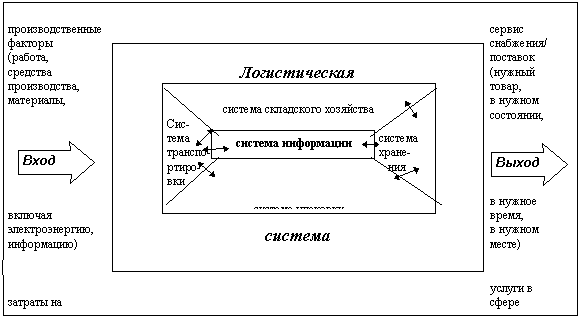 производственные
факторы
(работа,
средства
производства,
материалы,
Вход
включая
электроэнергию,
информацию)
затраты на
Логистическая
система складского хозяйства
Сис-
тема
транспо-
ртиро-
вки
система информации
система
хране-
ния
система
сервис
снабжения/
поставок
(нужный
товар,
в нужном
состоянии,
Выход
в нужное
время,
в нужном
месте)
услуги в
сфере